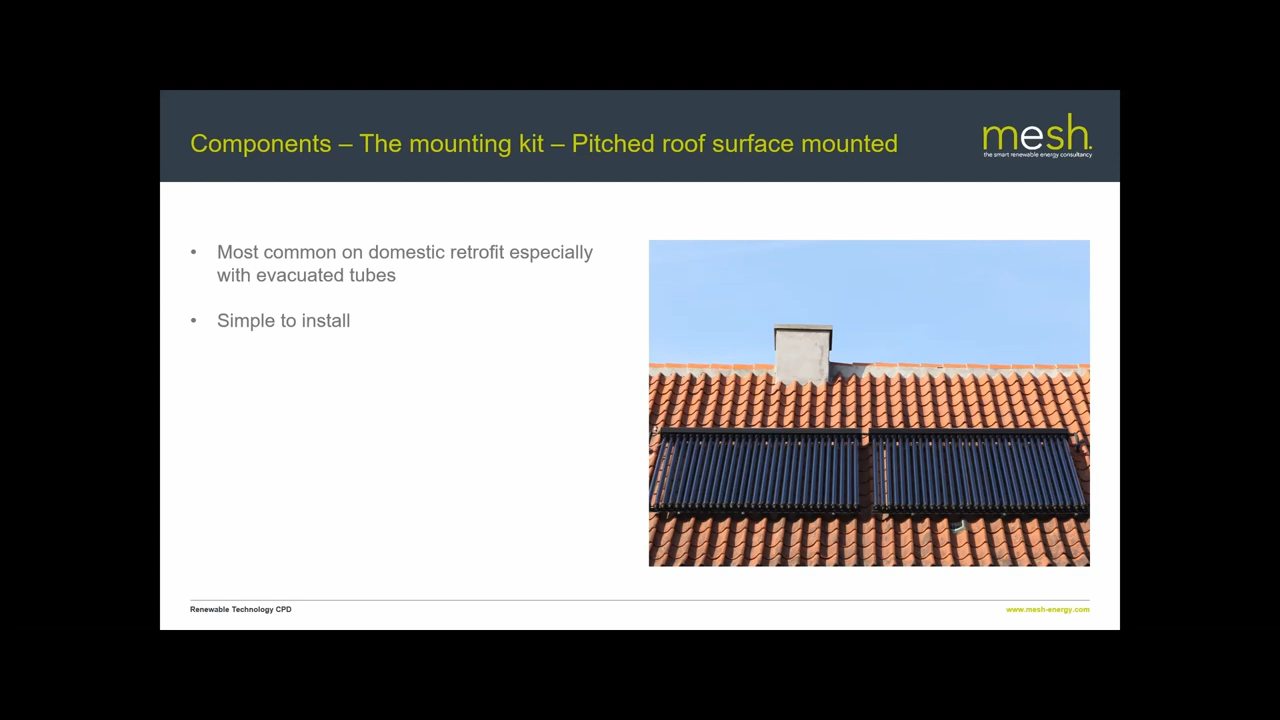 Components – The mounting kit – Pitched roof surface mounted
mesh.
the smart renewable energy consultancy
• Most common on domestic retrofit especially
with evacuated tubes
• Simple to install
Renewable Technology CPD
www.mesh-energy.com